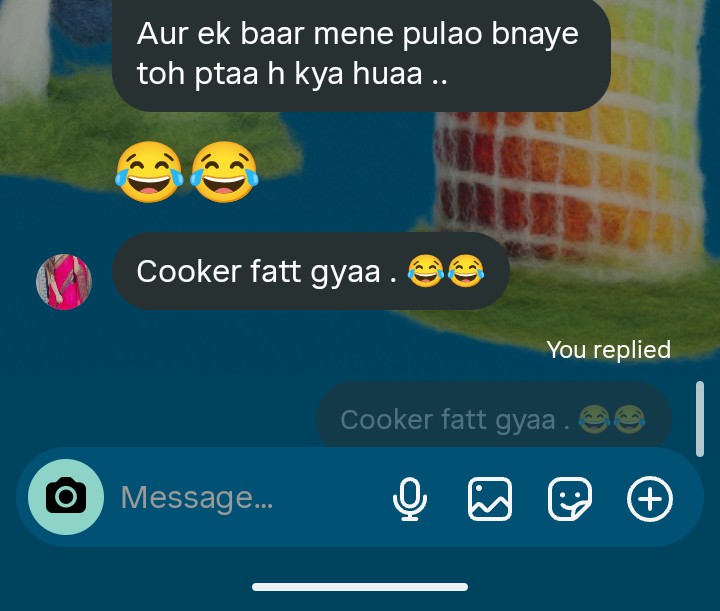 Aur ek baar mene pulao bnaye
toh ptaa h kya huaa ..
😂😂
Cooker fatt gyaa . 😂😂
You replied
Cooker fatt gyaa . 😂😂
Message...